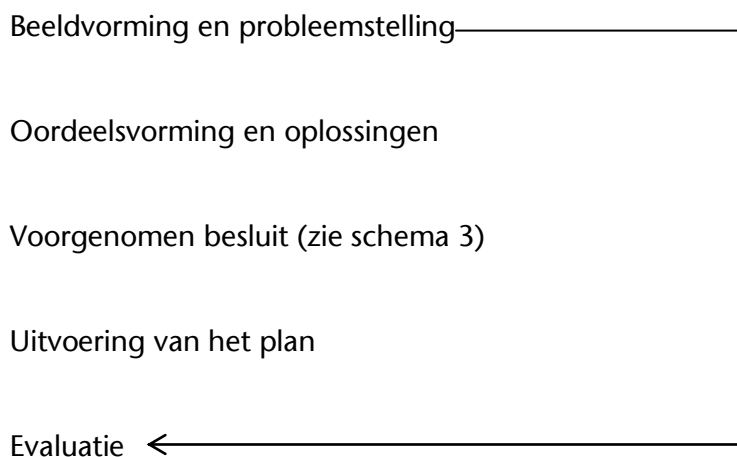 Beeldvorming en probleemstelling
Oordeelsvorming en oplossingen
Voorgenomen besluit (zie schema 3)
Uitvoering van het plan
Evaluatie